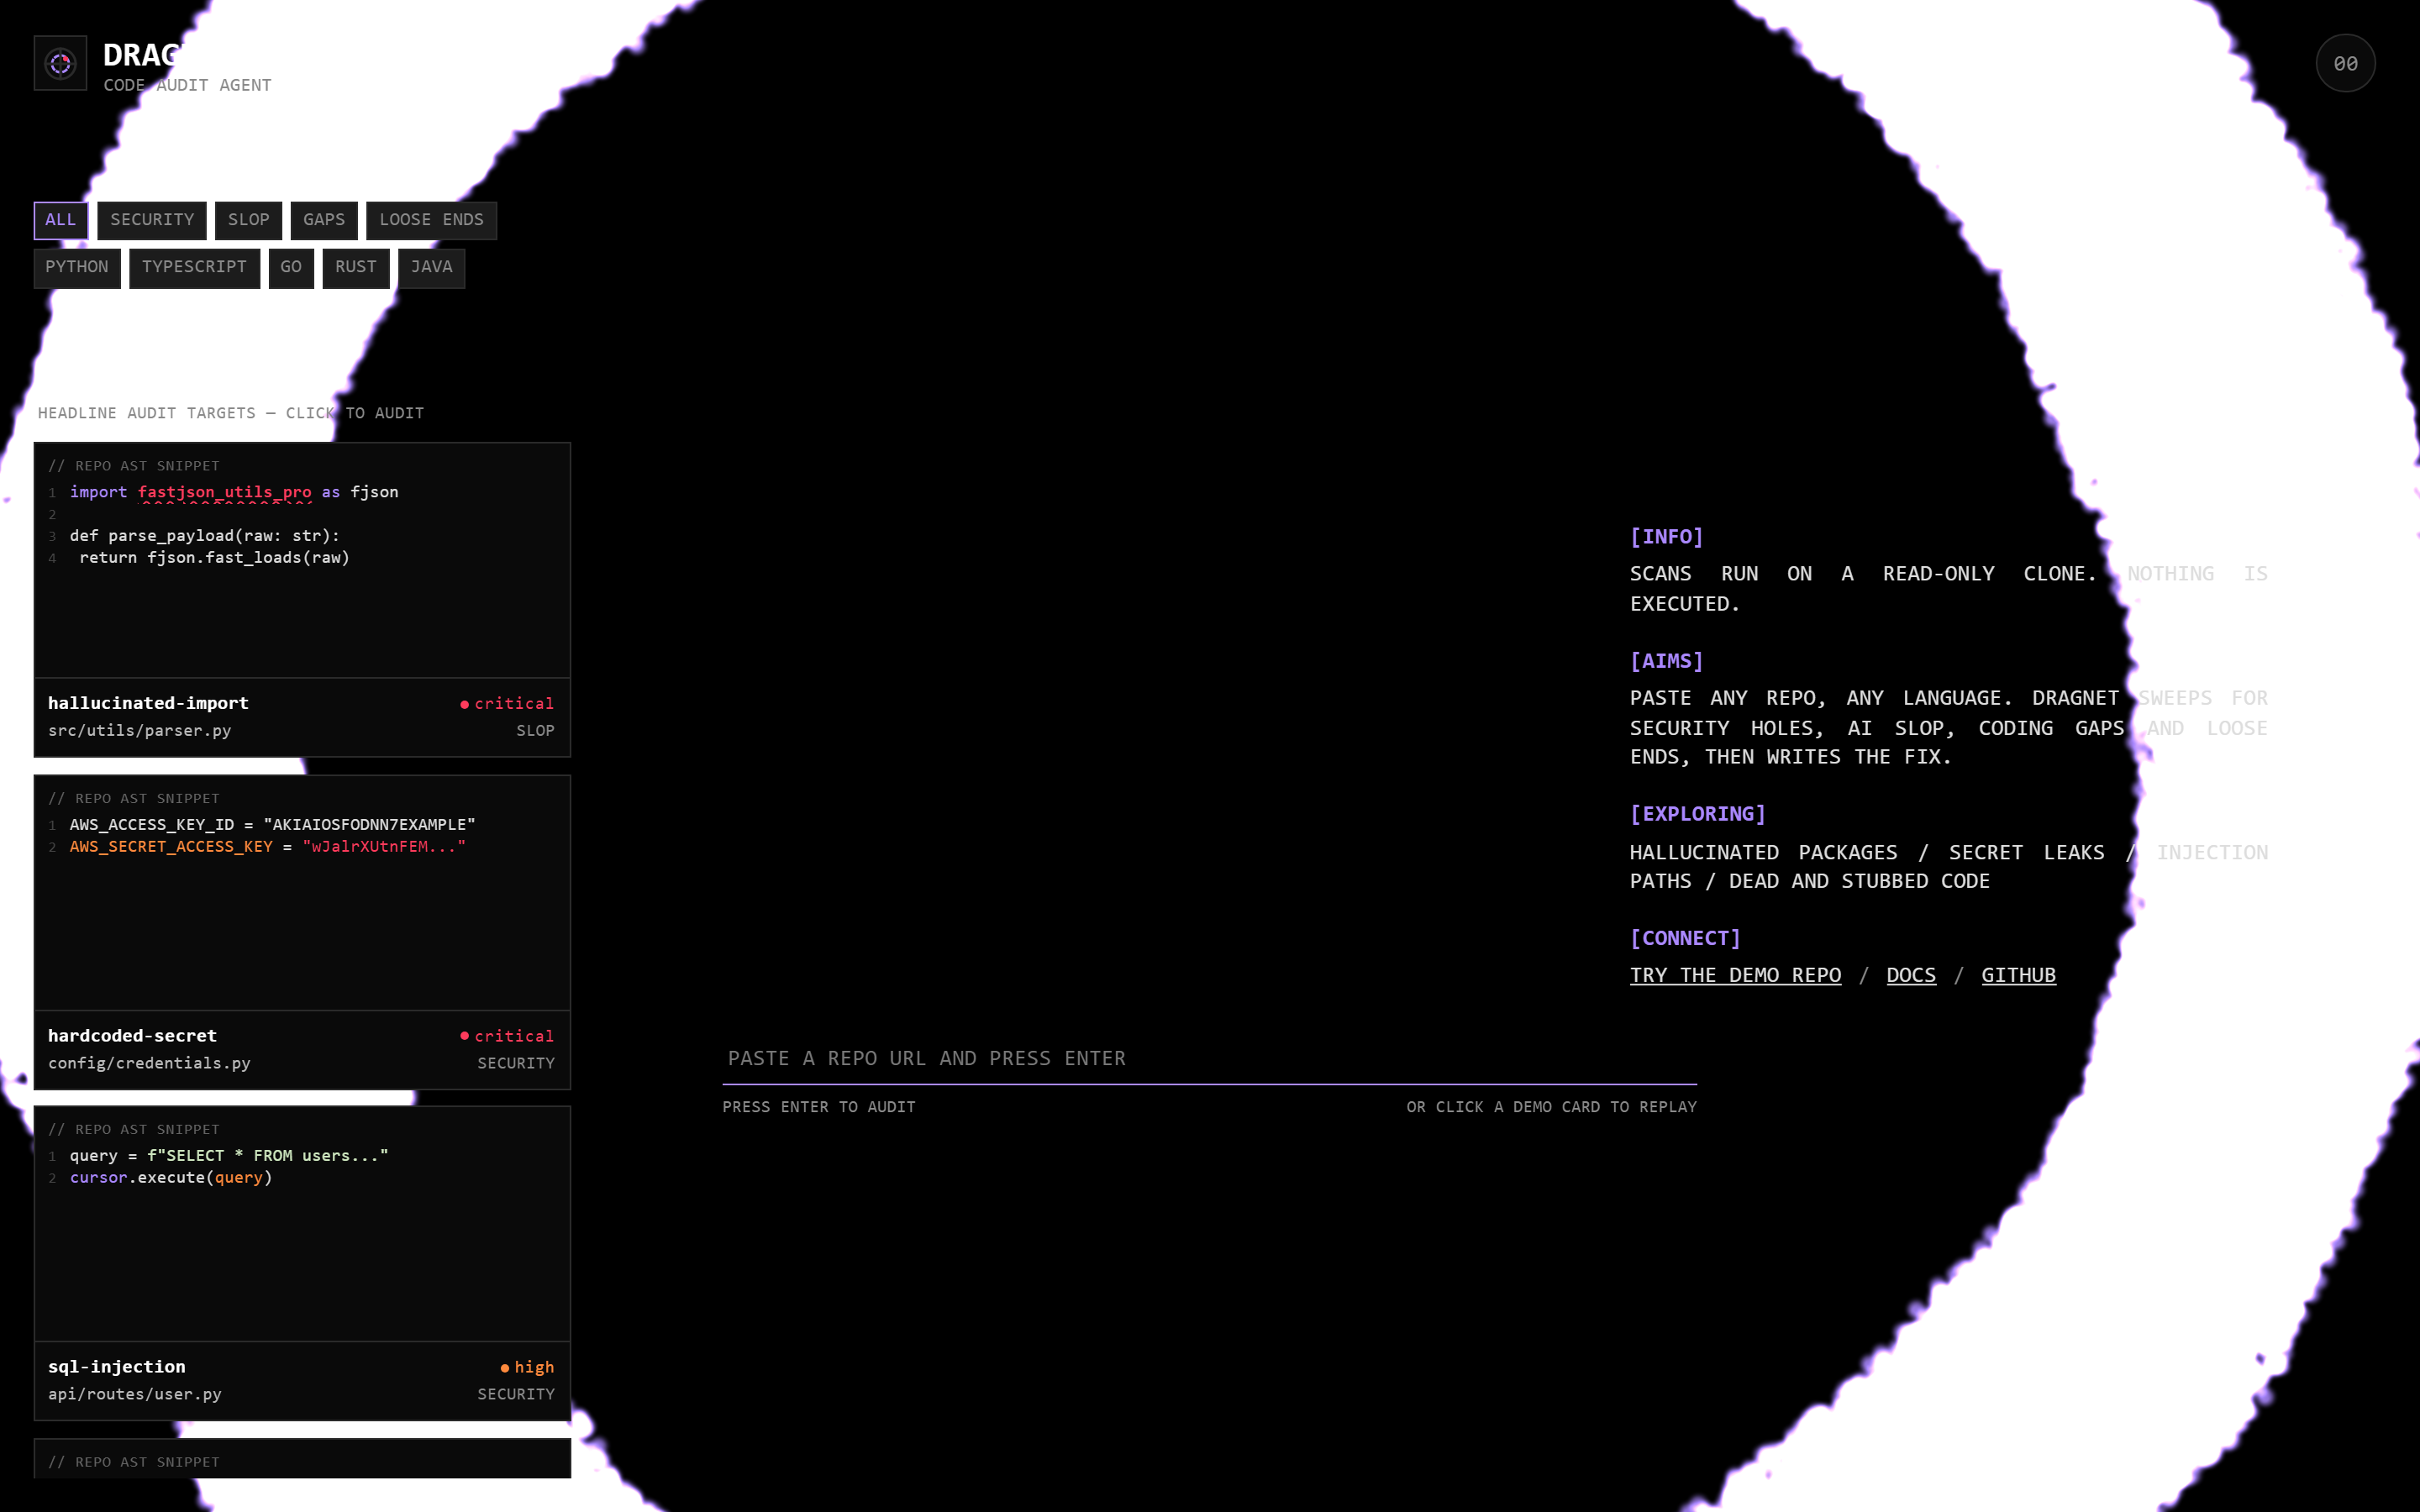 DRAG
CODE AUDIT AGENT
00
ALL SECURITY SLOP GAPS LOOSE ENDS
PYTHON TYPESCRIPT GO RUST JAVA
HEADLINE AUDIT TARGETS — CLICK TO AUDIT
// REPO AST SNIPPET
1 import fastjson_utils_pro as fjson
2
3 def parse_payload(raw: str):
4 return fjson.fast_loads(raw)
hallucinated-import critical
src/utils/parser.py SLOP
// REPO AST SNIPPET
1 AWS_ACCESS_KEY_ID = "AKIAIOSFODNN7EXAMPLE"
2 AWS_SECRET_ACCESS_KEY = "wJalrXUtnFEM..."
hardcoded-secret critical
config/credentials.py SECURITY
// REPO AST SNIPPET
1 query = f"SELECT * FROM users..."
2 cursor.execute(query)
sql-injection high
api/routes/user.py SECURITY
// REPO AST SNIPPET
PASTE A REPO URL AND PRESS ENTER
PRESS ENTER TO AUDIT OR CLICK A DEMO CARD TO REPLAY
[INFO]
SCANS RUN ON A READ-ONLY CLONE. NOTHING IS
EXECUTED.
[AIMS]
PASTE ANY REPO, ANY LANGUAGE. DRAGNET SWEEPS FOR
SECURITY HOLES, AI SLOP, CODING GAPS AND LOOSE
ENDS, THEN WRITES THE FIX.
[EXPLORING]
HALLUCINATED PACKAGES / SECRET LEAKS / INJECTION
PATHS / DEAD AND STUBBED CODE
[CONNECT]
TRY THE DEMO REPO / DOCS / GITHUB